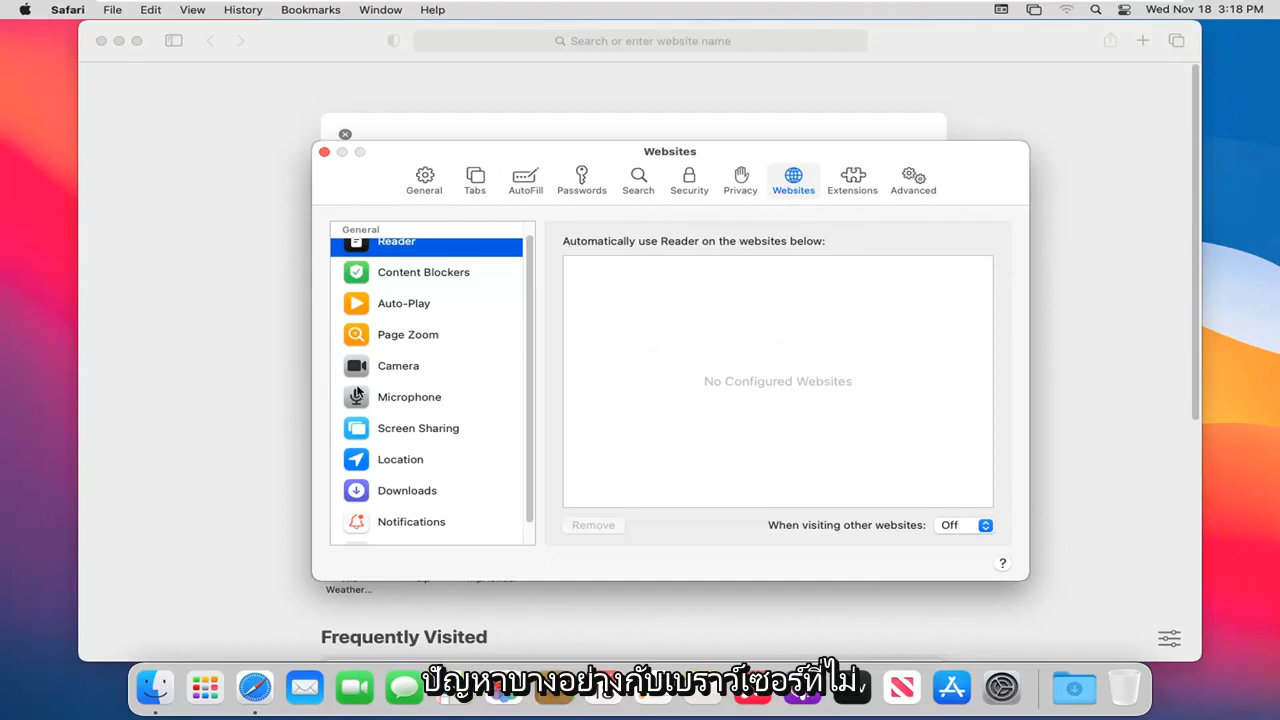 Safari File Edit View History Bookmarks Window Help Wed Nov 18 3:18 PM
Search or enter website name
Websites
General Tabs AutoFill Passwords Search Security Privacy Websites Extensions Advanced
General
Reader
Content Blockers
Auto-Play
Page Zoom
Camera
Microphone
Screen Sharing
Location
Downloads
Notifications
Automatically use Reader on the websites below:
No Configured Websites
Remove When visiting other websites: Off
?
Weather...
Frequently Visited
ปัญหาบางอย่างกับเบราว์เซอร์ที่ไม่